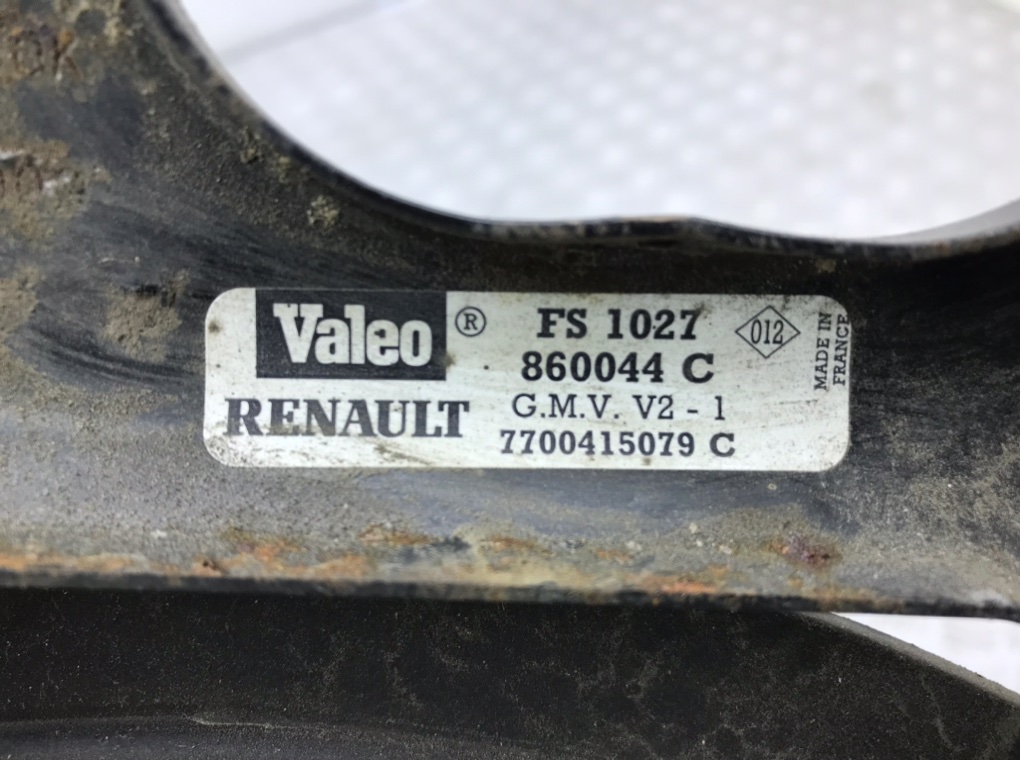 Valeo ®
RENAULT
FS 1027
860044 C
G.M.V. V2 - 1
7700415079 C
012
MADE IN
FRANCE